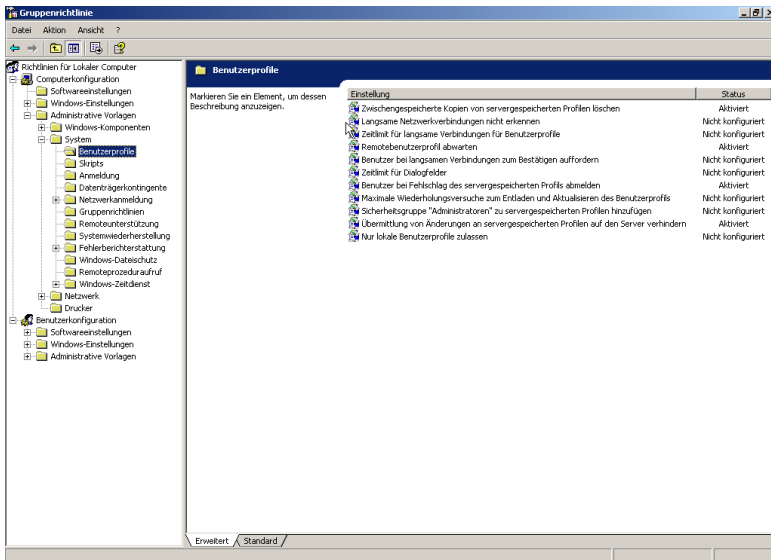 Gruppenrichtlinie
Datei Aktion Ansicht ?
Richtlinien für Lokaler Computer
Computerkonfiguration
Softwareeinstellungen
Windows-Einstellungen
Administrative Vorlagen
Windows-Komponenten
System
Benutzerprofile
Skripts
Anmeldung
Datenträgerkontingente
Netzwerkanmeldung
Gruppenrichtlinien
Remoteunterstützung
Systemwiederherstellung
Fehlerberichterstattung
Windows-Dateischutz
Remoteprozeduraufruf
Windows-Zeitdienst
Netzwerk
Drucker
Benutzerkonfiguration
Softwareeinstellungen
Windows-Einstellungen
Administrative Vorlagen
Benutzerprofile
Markieren Sie ein Element, um dessen
Beschreibung anzuzeigen.
Einstellung Status
Zwischengespeicherte Kopien von servergespeicherten Profilen löschen Aktiviert
Langsame Netzwerkverbindungen nicht erkennen Nicht konfiguriert
Zeitlimit für langsame Verbindungen für Benutzerprofile Nicht konfiguriert
Remotebenutzerprofil abwarten Aktiviert
Benutzer bei langsamen Verbindungen zum Bestätigen auffordern Nicht konfiguriert
Zeitlimit für Dialogfelder Nicht konfiguriert
Benutzer bei Fehlschlag des servergespeicherten Profils abmelden Aktiviert
Maximale Wiederholungsversuche zum Entladen und Aktualisieren des Benutzerprofils Nicht konfiguriert
Sicherheitsgruppe "Administratoren" zu servergespeicherten Profilen hinzufügen Nicht konfiguriert
Übermittlung von Änderungen an servergespeicherten Profilen auf den Server verhindern Aktiviert
Nur lokale Benutzerprofile zulassen Nicht konfiguriert
Erweitert Standard